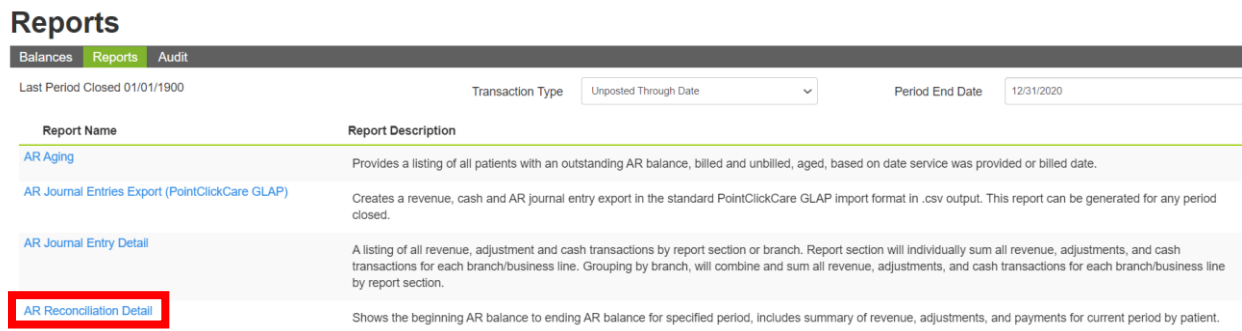 Reports
Balances Reports Audit
Last Period Closed 01/01/1900 Transaction Type Unposted Through Date Period End Date 12/31/2020
Report Name Report Description
AR Aging Provides a listing of all patients with an outstanding AR balance, billed and unbilled, aged, based on date service was provided or billed date.
AR Journal Entries Export (PointClickCare GLAP) Creates a revenue, cash and AR journal entry export in the standard PointClickCare GLAP import format in .csv output. This report can be generated for any period
closed.
AR Journal Entry Detail A listing of all revenue, adjustment and cash transactions by report section or branch. Report section will individually sum all revenue, adjustments, and cash
transactions for each branch/business line. Grouping by branch, will combine and sum all revenue, adjustments, and cash transactions for each branch/business line
by report section.
AR Reconciliation Detail Shows the beginning AR balance to ending AR balance for specified period, includes summary of revenue, adjustments, and payments for current period by patient.